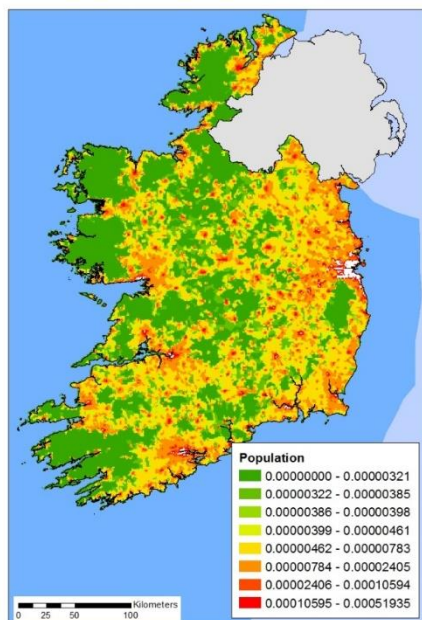 Population
0.00000000 - 0.00000321
0.00000322 - 0.00000385
0.00000386 - 0.00000398
0.00000399 - 0.00000461
0.00000462 - 0.00000783
0.00000784 - 0.00002405
0.00002406 - 0.00010594
0.00010595 - 0.00051935
Kilometers
0 25 50 100